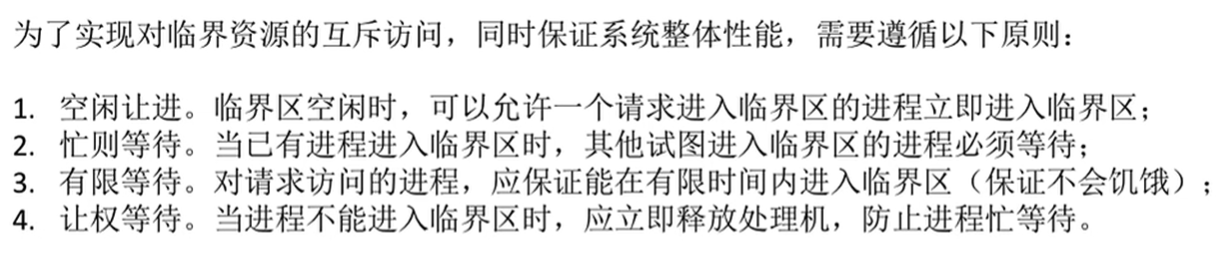 为了实现对临界资源的互斥访问，同时保证系统整体性能，需要遵循以下原则：
1. 空闲让进。临界区空闲时，可以允许一个请求进入临界区的进程立即进入临界区；
2. 忙则等待。当已有进程进入临界区时，其他试图进入临界区的进程必须等待；
3. 有限等待。对请求访问的进程，应保证能在有限时间内进入临界区（保证不会饥饿）；
4. 让权等待。当进程不能进入临界区时，应立即释放处理机，防止进程忙等待。